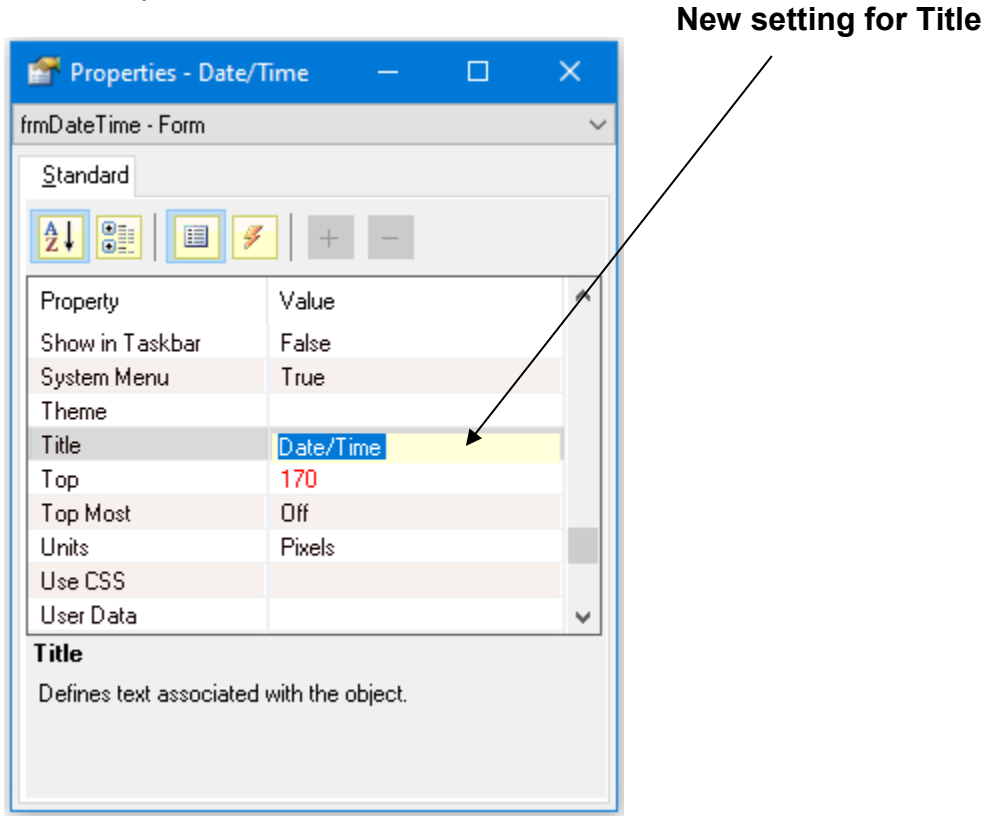 New setting for Title
Properties - Date/Time
frmDateTime - Form
Standard
A
Z
Property Value
Show in Taskbar False
System Menu True
Theme
Title Date/Time
Top 170
Top Most Off
Units Pixels
Use CSS
User Data
Title
Defines text associated with the object.